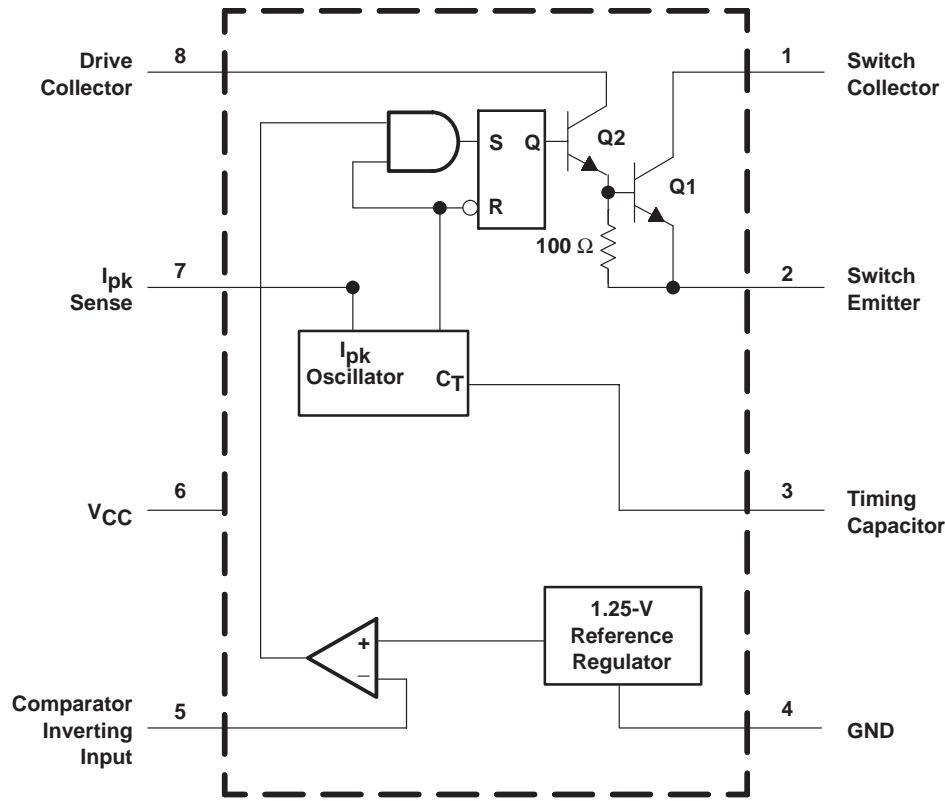 Drive
Collector
8
1
Switch
Collector
S
Q
Q2
Q1
R
100 Ω
Ipk
Sense
7
2
Switch
Emitter
Ipk
Oscillator
CT
VCC
6
3
Timing
Capacitor
1.25-V
Reference
Regulator
+
–
Comparator
Inverting
Input
5
4
GND